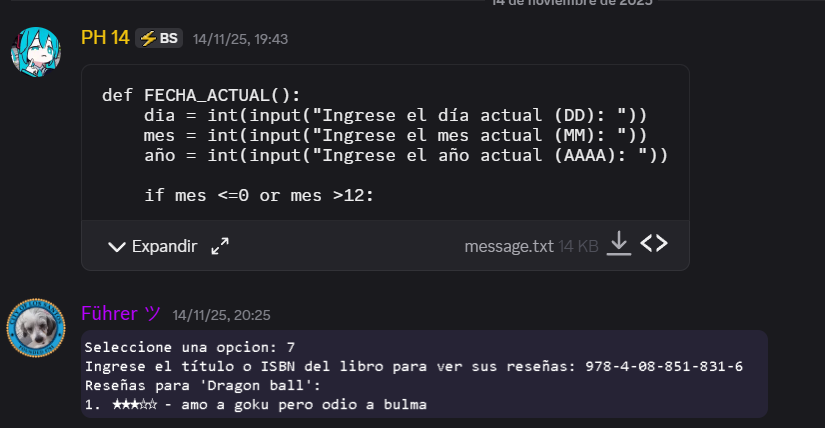 14 de noviembre de 2025
PH 14 ⚡ BS 14/11/25, 19:43
def FECHA_ACTUAL():
    dia = int(input("Ingrese el día actual (DD): "))
    mes = int(input("Ingrese el mes actual (MM): "))
    año = int(input("Ingrese el año actual (AAAA): "))
    if mes <=0 or mes >12:
Expandir message.txt 14 KB <>
Führer ツ 14/11/25, 20:25
Seleccione una opcion: 7
Ingrese el título o ISBN del libro para ver sus reseñas: 978-4-08-851-831-6
Reseñas para 'Dragon ball':
1. ★★★☆☆ - amo a goku pero odio a bulma